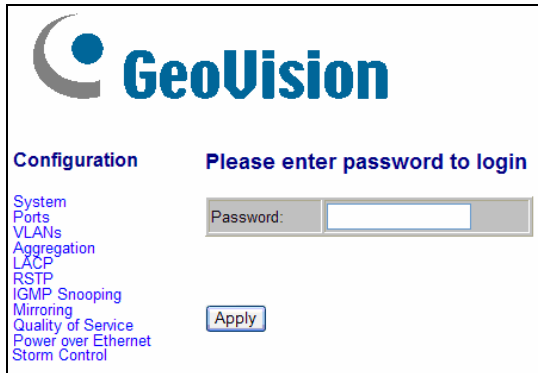 GeoVision
Configuration
System
Ports
VLANs
Aggregation
LACP
RSTP
IGMP Snooping
Mirroring
Quality of Service
Power over Ethernet
Storm Control
Please enter password to login
Password:
Apply